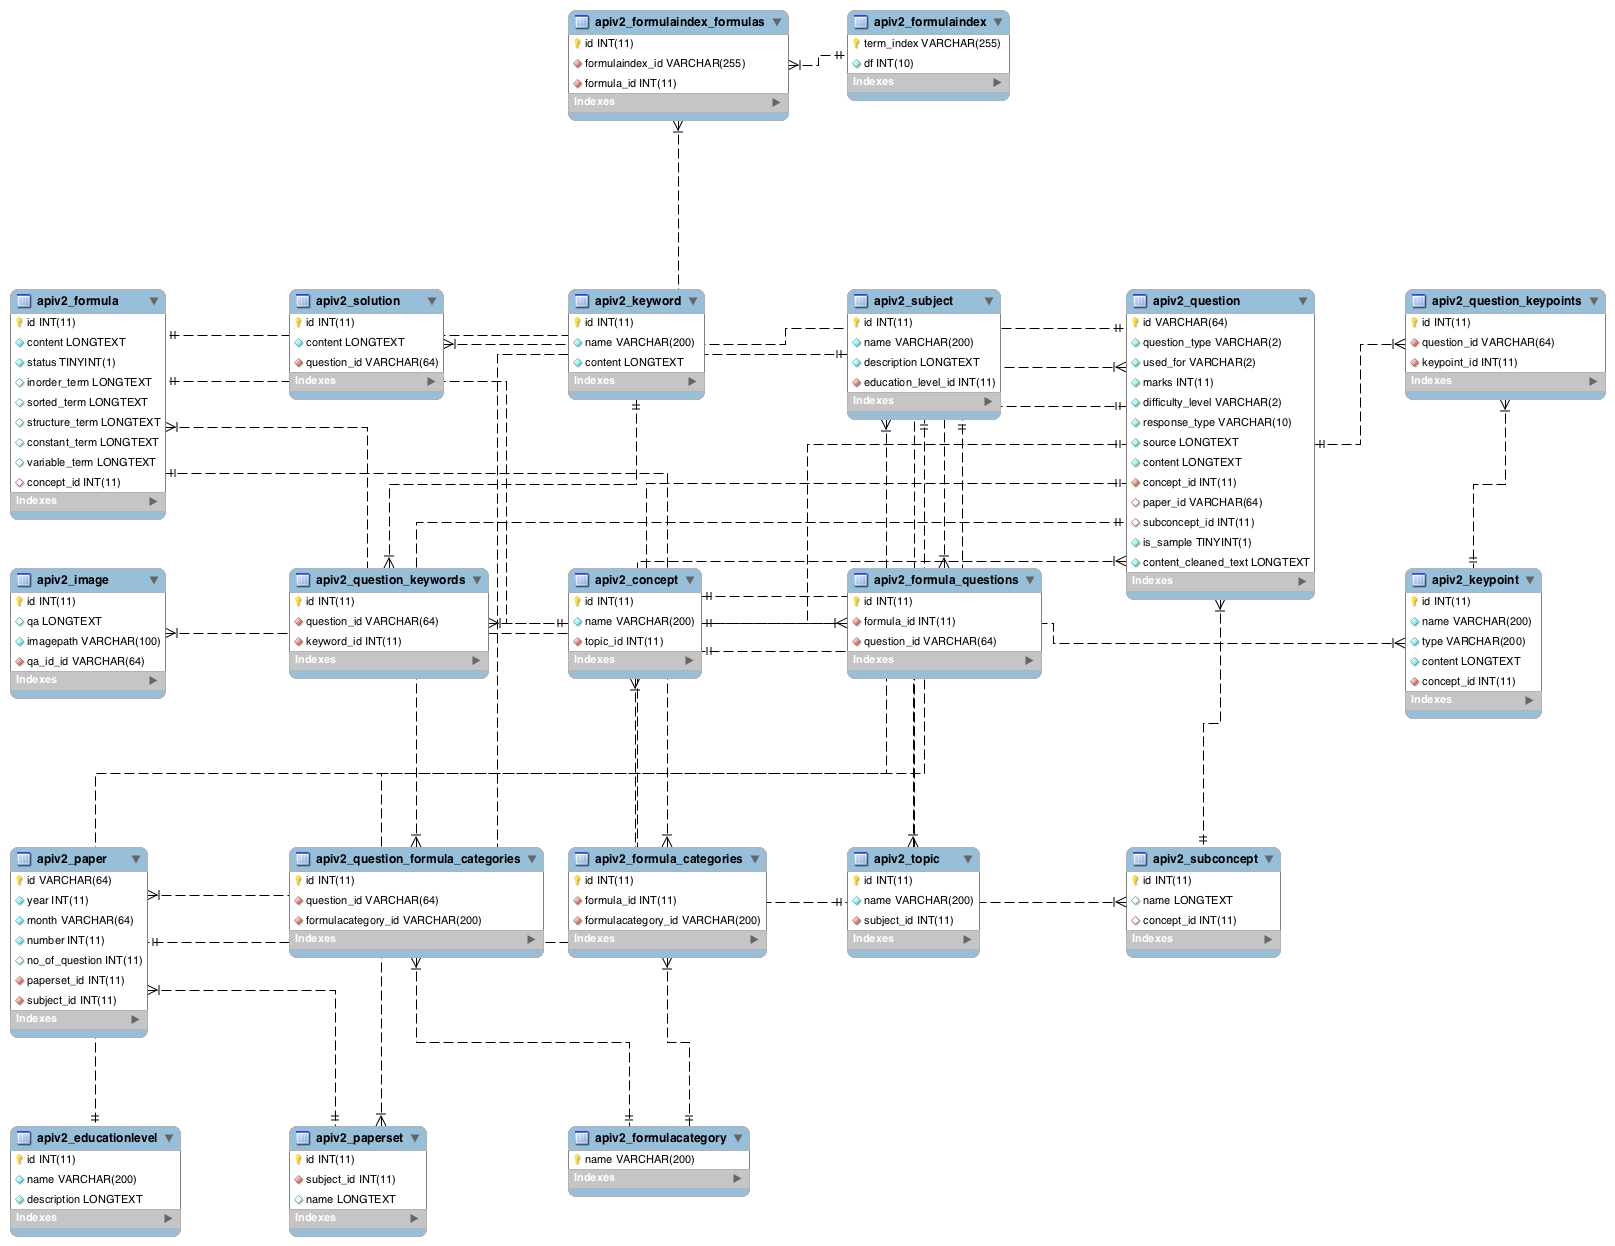 apiv2_formulaindex_formulas
id INT(11)
formulaindex_id VARCHAR(255)
formula_id INT(11)
Indexes
apiv2_formulaindex
term_index VARCHAR(255)
df INT(10)
Indexes
apiv2_formula
id INT(11)
content LONGTEXT
status TINYINT(1)
inorder_term LONGTEXT
sorted_term LONGTEXT
structure_term LONGTEXT
constant_term LONGTEXT
variable_term LONGTEXT
concept_id INT(11)
Indexes
apiv2_solution
id INT(11)
content LONGTEXT
question_id VARCHAR(64)
Indexes
apiv2_keyword
id INT(11)
name VARCHAR(200)
content LONGTEXT
Indexes
apiv2_subject
id INT(11)
name VARCHAR(200)
description LONGTEXT
education_level_id INT(11)
Indexes
apiv2_question
id VARCHAR(64)
question_type VARCHAR(2)
used_for VARCHAR(2)
marks INT(11)
difficulty_level VARCHAR(2)
response_type VARCHAR(10)
source LONGTEXT
content LONGTEXT
concept_id INT(11)
paper_id VARCHAR(64)
subconcept_id INT(11)
is_sample TINYINT(1)
content_cleaned_text LONGTEXT
Indexes
apiv2_question_keypoints
id INT(11)
question_id VARCHAR(64)
keypoint_id INT(11)
Indexes
apiv2_image
id INT(11)
qa LONGTEXT
imagepath VARCHAR(100)
qa_id_id VARCHAR(64)
Indexes
apiv2_question_keywords
id INT(11)
question_id VARCHAR(64)
keyword_id INT(11)
Indexes
apiv2_concept
id INT(11)
name VARCHAR(200)
topic_id INT(11)
Indexes
apiv2_formula_questions
id INT(11)
formula_id INT(11)
question_id VARCHAR(64)
Indexes
apiv2_keypoint
id INT(11)
name VARCHAR(200)
type VARCHAR(200)
content LONGTEXT
concept_id INT(11)
Indexes
apiv2_paper
id VARCHAR(64)
year INT(11)
month VARCHAR(64)
number INT(11)
no_of_question INT(11)
paperset_id INT(11)
subject_id INT(11)
Indexes
apiv2_question_formula_categories
id INT(11)
question_id VARCHAR(64)
formulacategory_id VARCHAR(200)
Indexes
apiv2_formula_categories
id INT(11)
formula_id INT(11)
formulacategory_id VARCHAR(200)
Indexes
apiv2_topic
id INT(11)
name VARCHAR(200)
subject_id INT(11)
Indexes
apiv2_subconcept
id INT(11)
name LONGTEXT
concept_id INT(11)
Indexes
apiv2_educationlevel
id INT(11)
name VARCHAR(200)
description LONGTEXT
Indexes
apiv2_paperset
id INT(11)
subject_id INT(11)
name LONGTEXT
Indexes
apiv2_formulacategory
name VARCHAR(200)
Indexes